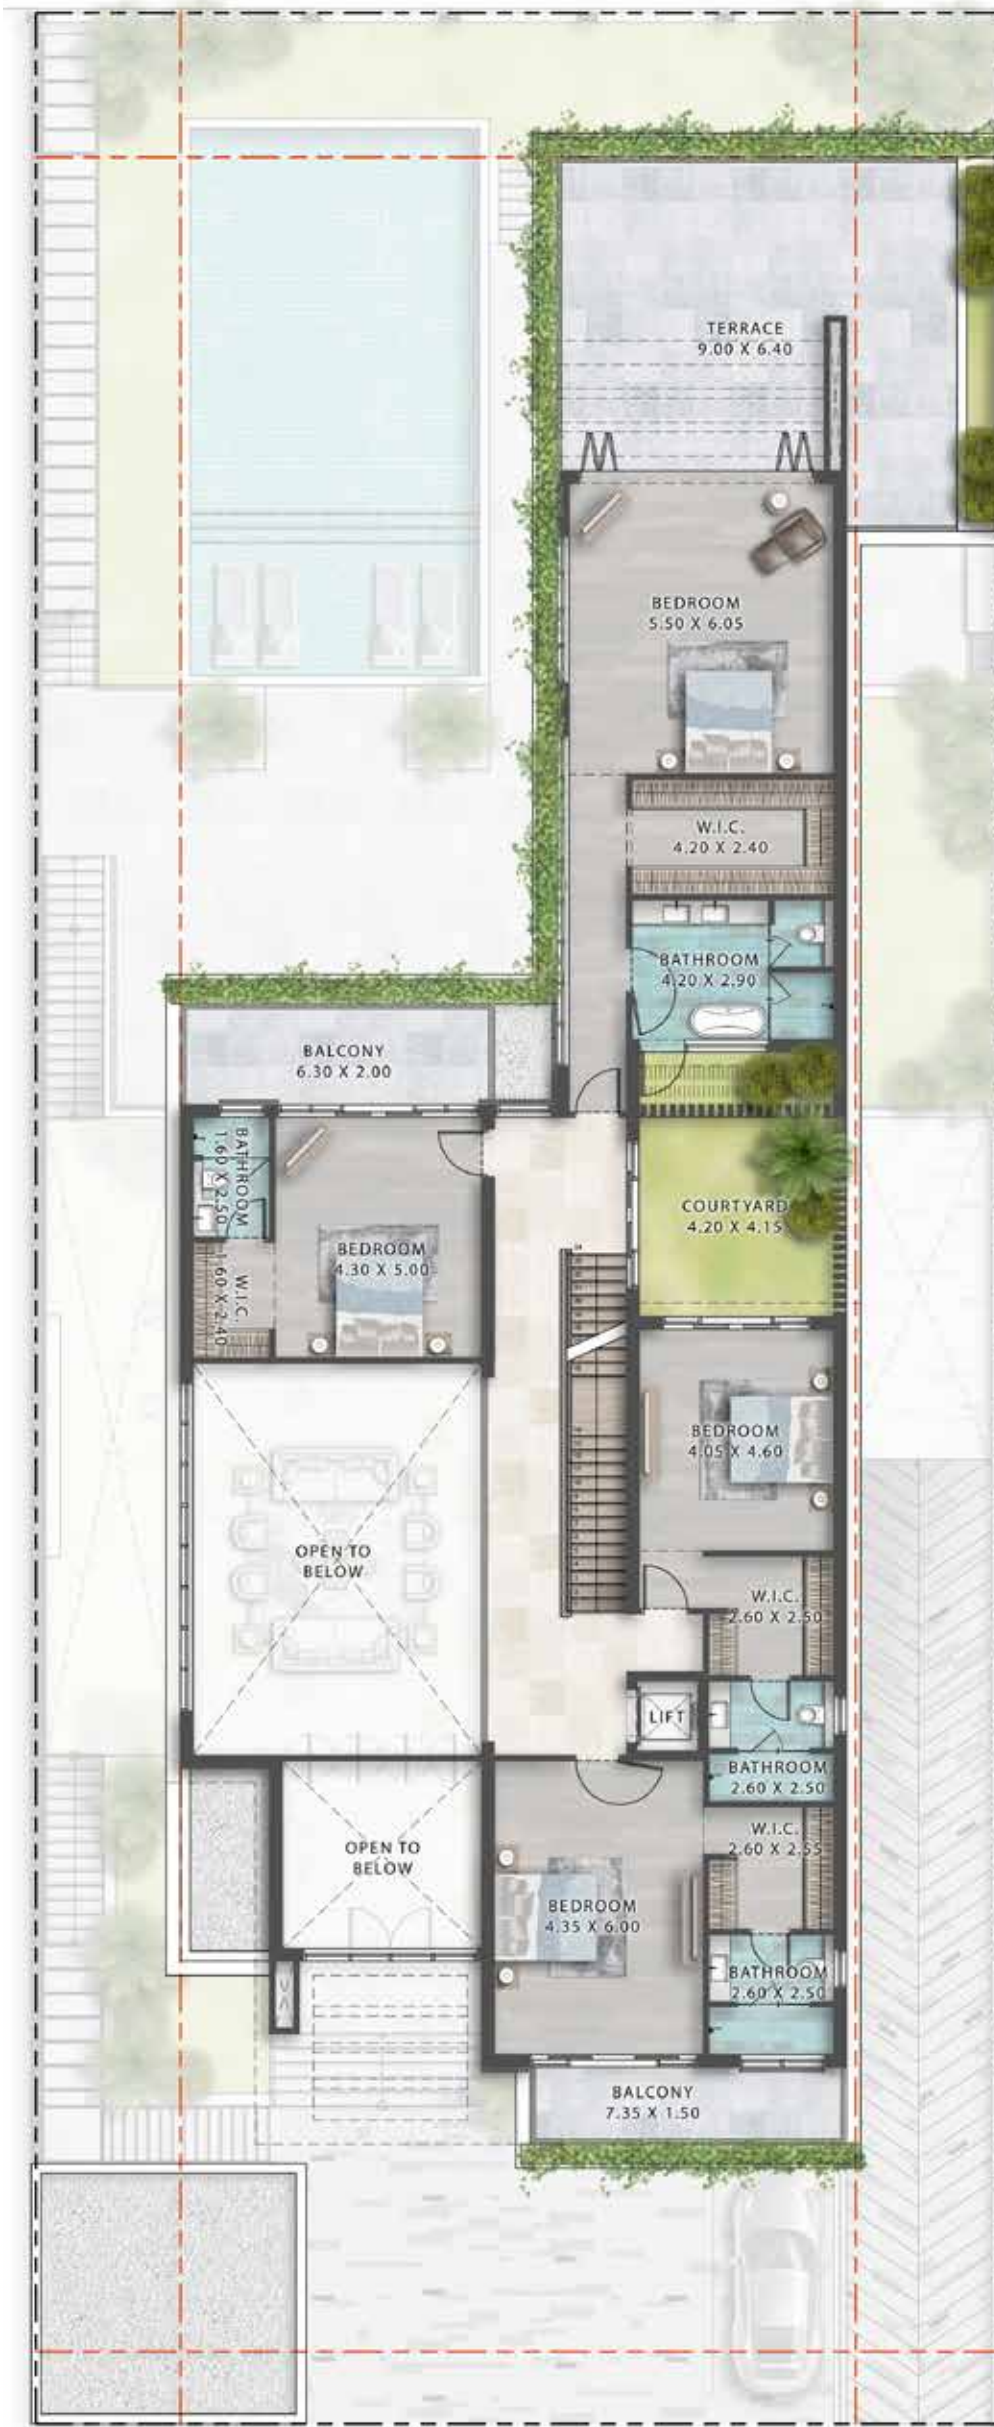 TERRACE
9.00 X 6.40
BEDROOM
5.50 X 6.05
W.I.C.
4.20 X 2.40
BATHROOM
4.20 X 2.90
BALCONY
6.30 X 2.00
BATHROOM
1.60 X 2.50
COURTYARD
4.20 X 4.15
BEDROOM
4.30 X 5.00
W.I.C.
1.60 X 2.40
BEDROOM
4.05 X 4.60
OPEN TO
BELOW
W.I.C.
2.60 X 2.50
LIFT
BATHROOM
2.60 X 2.50
W.I.C.
2.60 X 2.55
OPEN TO
BELOW
BEDROOM
4.35 X 6.00
BATHROOM
2.60 X 2.50
BALCONY
7.35 X 1.50